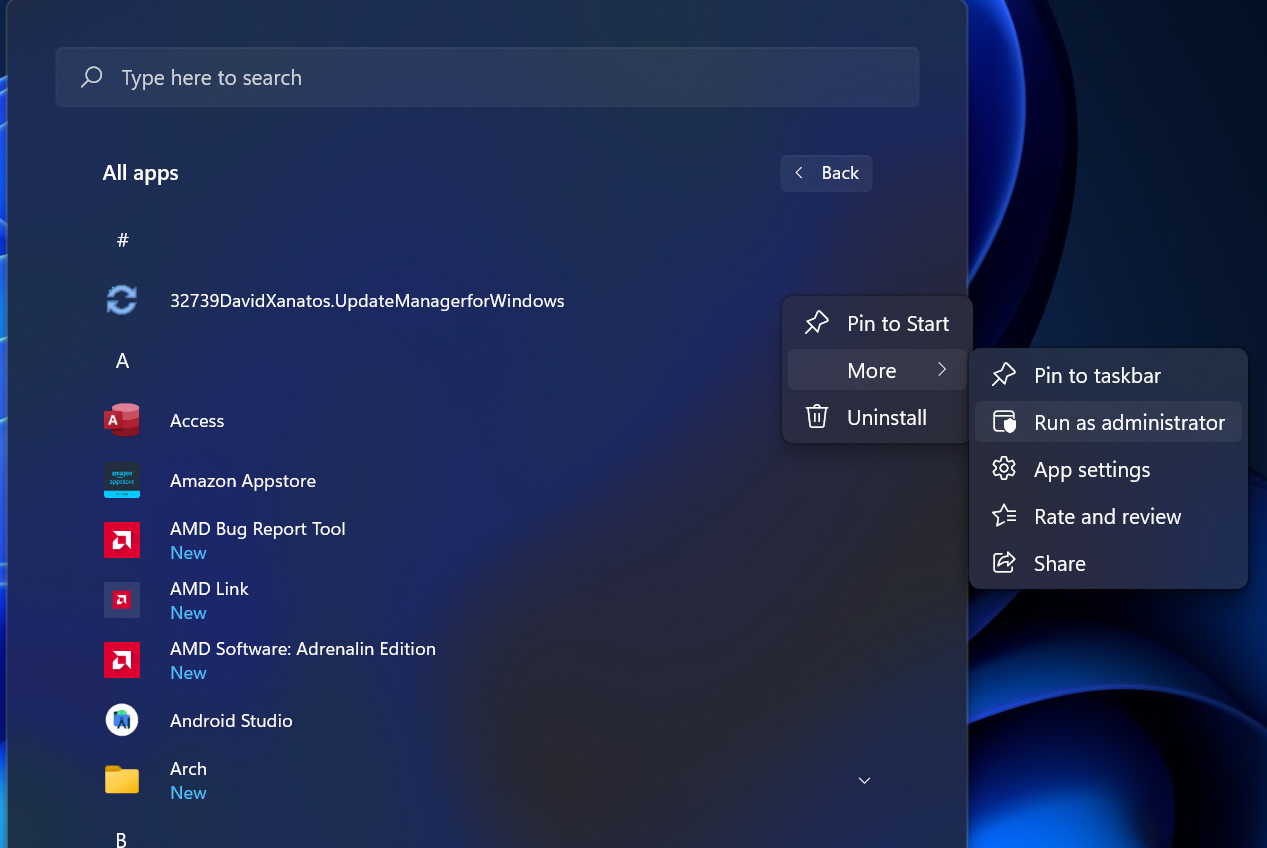 Type here to search
All apps
Back
#
32739DavidXanatos.UpdateManagerforWindows
A
Access
Amazon Appstore
AMD Bug Report Tool
New
AMD Link
New
AMD Software: Adrenalin Edition
New
Android Studio
Arch
New
B
Pin to Start
More
Uninstall
Pin to taskbar
Run as administrator
App settings
Rate and review
Share
A
amazon
appstore